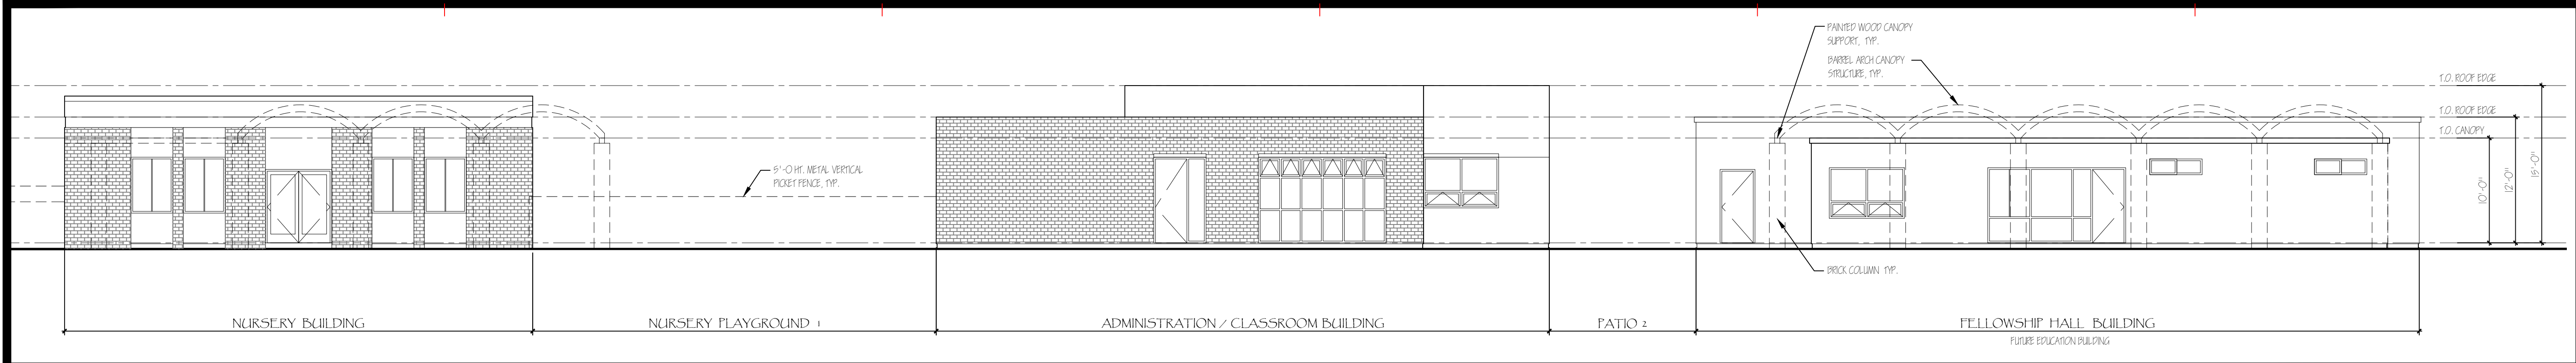 PAINTED WOOD CANOPY
SUPPORT, TYP.
BARREL ARCH CANOPY
STRUCTURE, TYP.
T.O. ROOF EDGE
T.O. ROOF EDGE
T.O. CANOPY
5'-0 HT. METAL VERTICAL
PICKET FENCE, TYP.
10'-0"
12'-0"
15'-0"
BRICK COLUMN TYP.
NURSERY BUILDING
NURSERY PLAYGROUND 1
ADMINISTRATION / CLASSROOM BUILDING
PATIO 2
FELLOWSHIP HALL BUILDING
FUTURE EDUCATION BUILDING